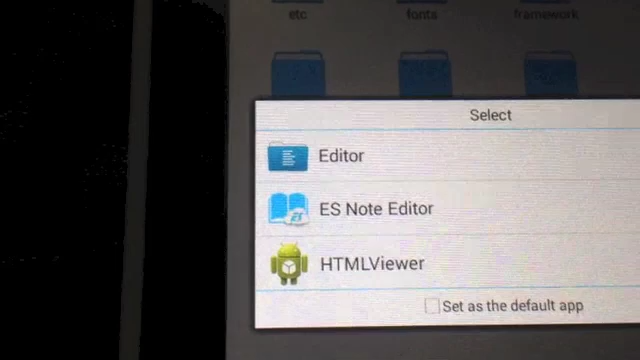 etc
fonts
framework
Select
Editor
ES Note Editor
HTMLViewer
Set as the default app